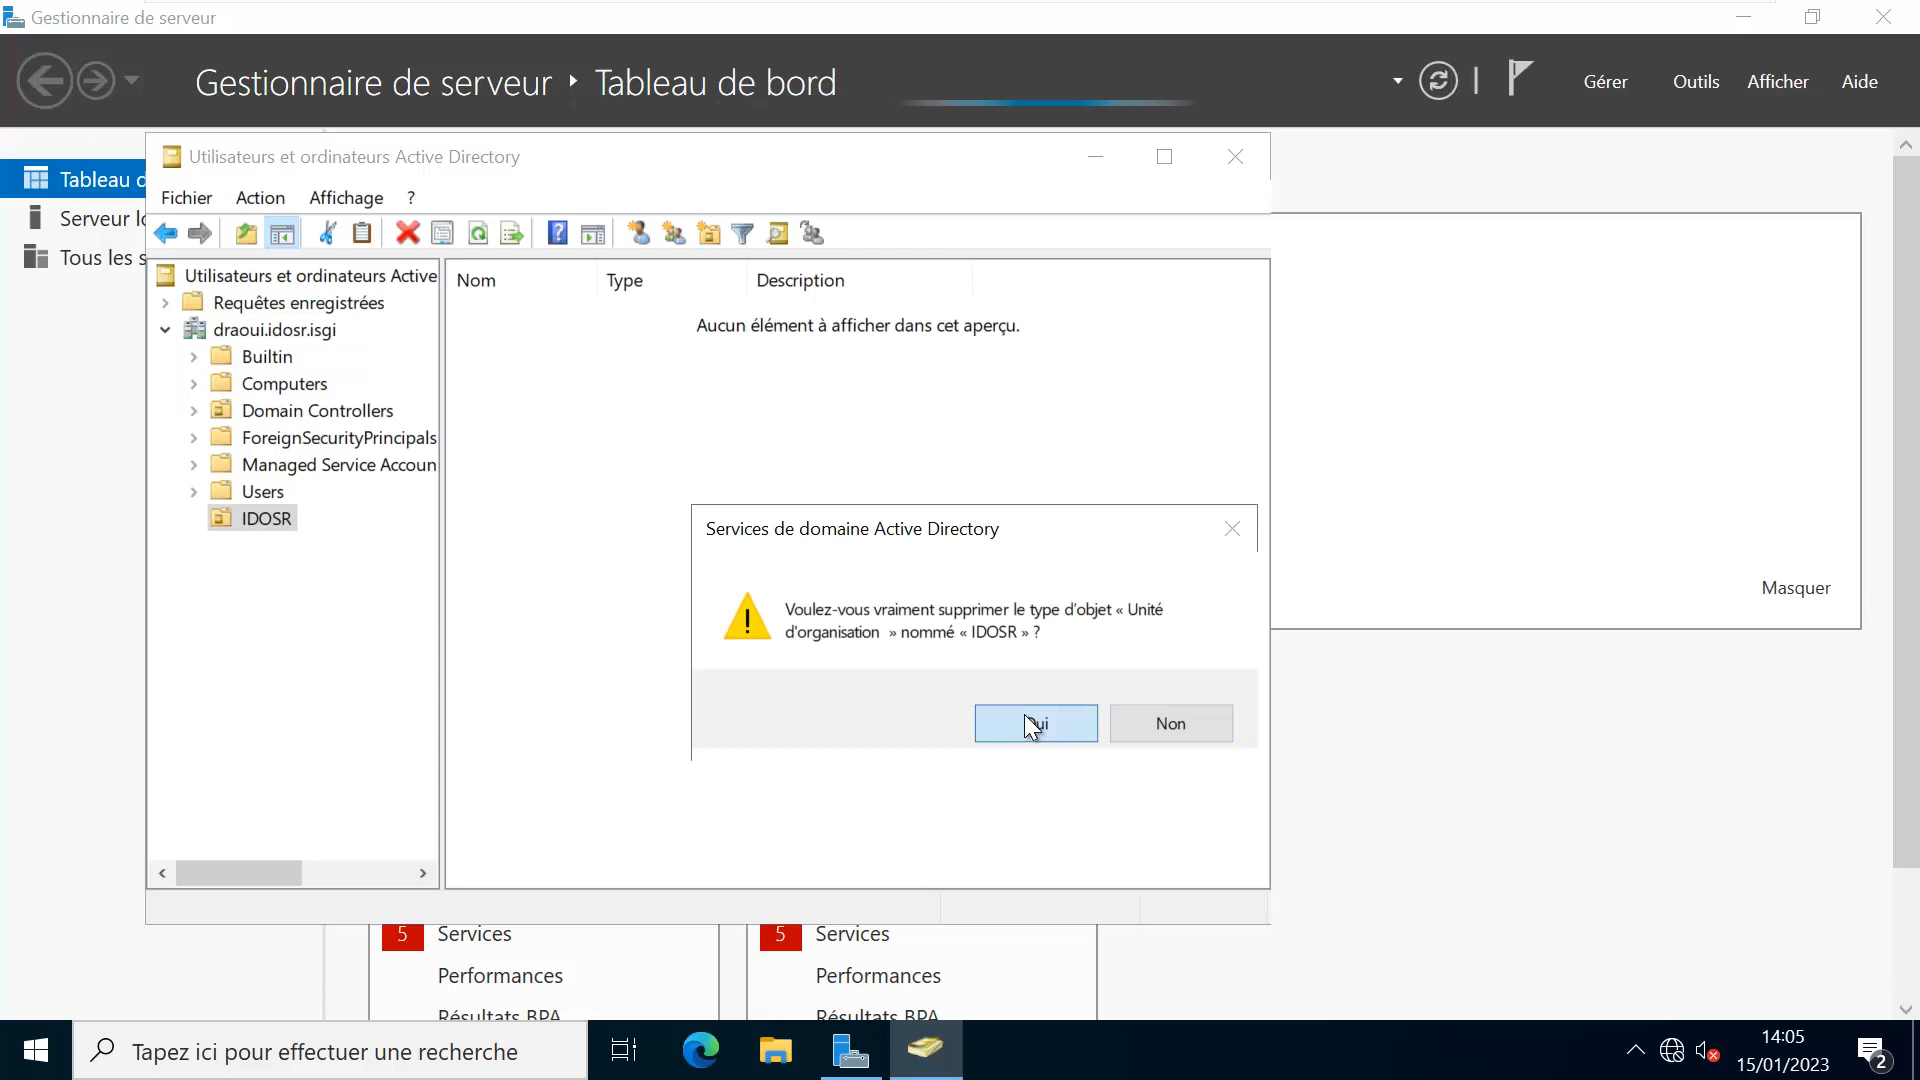 Gestionnaire de serveur
Gestionnaire de serveur ‣ Tableau de bord
Gérer
Outils
Afficher
Aide
Tableau d
Serveur lo
Tous les s
Utilisateurs et ordinateurs Active Directory
Fichier
Action
Affichage
?
Utilisateurs et ordinateurs Active
Requêtes enregistrées
draoui.idosr.isgi
Builtin
Computers
Domain Controllers
ForeignSecurityPrincipals
Managed Service Accoun
Users
IDOSR
Nom
Type
Description
Aucun élément à afficher dans cet aperçu.
Services de domaine Active Directory
Voulez-vous vraiment supprimer le type d'objet « Unité
d'organisation » nommé « IDOSR » ?
Oui
Non
Masquer
5 Services
Performances
Résultats BPA
5 Services
Performances
Résultats BPA
Tapez ici pour effectuer une recherche
14:05
15/01/2023
2